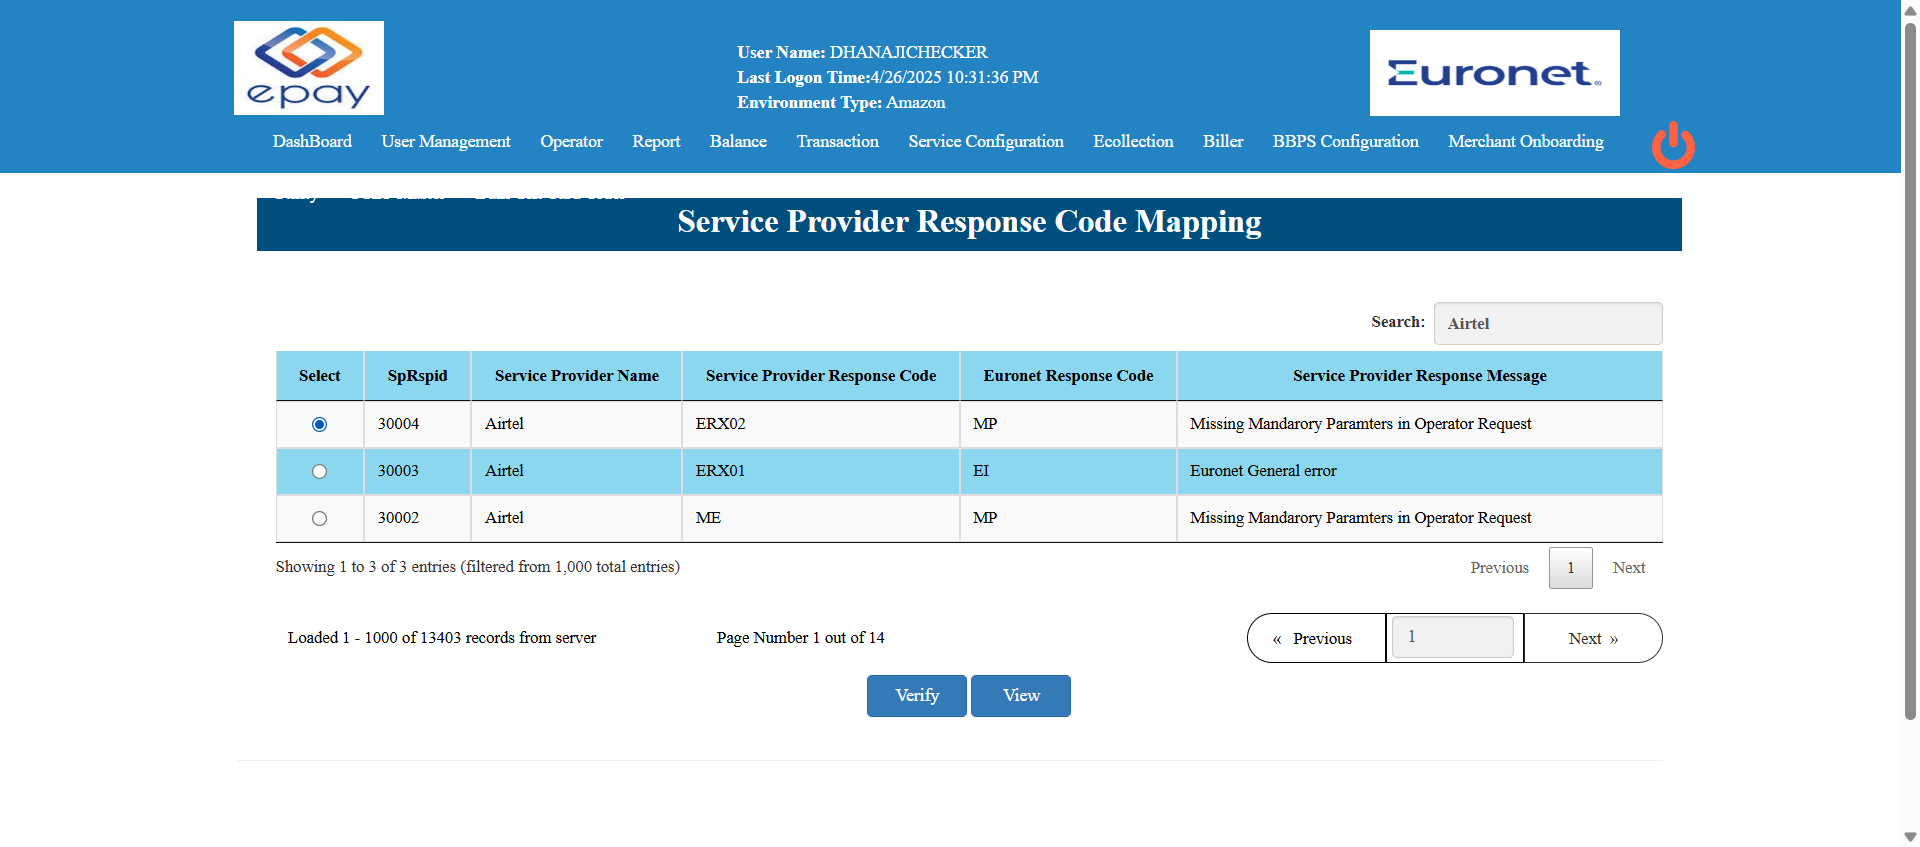 epay
User Name: DHANAJICHECKER
Last Logon Time:4/26/2025 10:31:36 PM
Environment Type: Amazon
Euronet
DashBoard User Management Operator Report Balance Transaction Service Configuration Ecollection Biller BBPS Configuration Merchant Onboarding
Service Provider Response Code Mapping
Search: Airtel
Select SpRspid Service Provider Name Service Provider Response Code Euronet Response Code Service Provider Response Message
30004 Airtel ERX02 MP Missing Mandarory Paramters in Operator Request
30003 Airtel ERX01 EI Euronet General error
30002 Airtel ME MP Missing Mandarory Paramters in Operator Request
Showing 1 to 3 of 3 entries (filtered from 1,000 total entries) Previous 1 Next
Loaded 1 - 1000 of 13403 records from server Page Number 1 out of 14 « Previous 1 Next »
Verify View